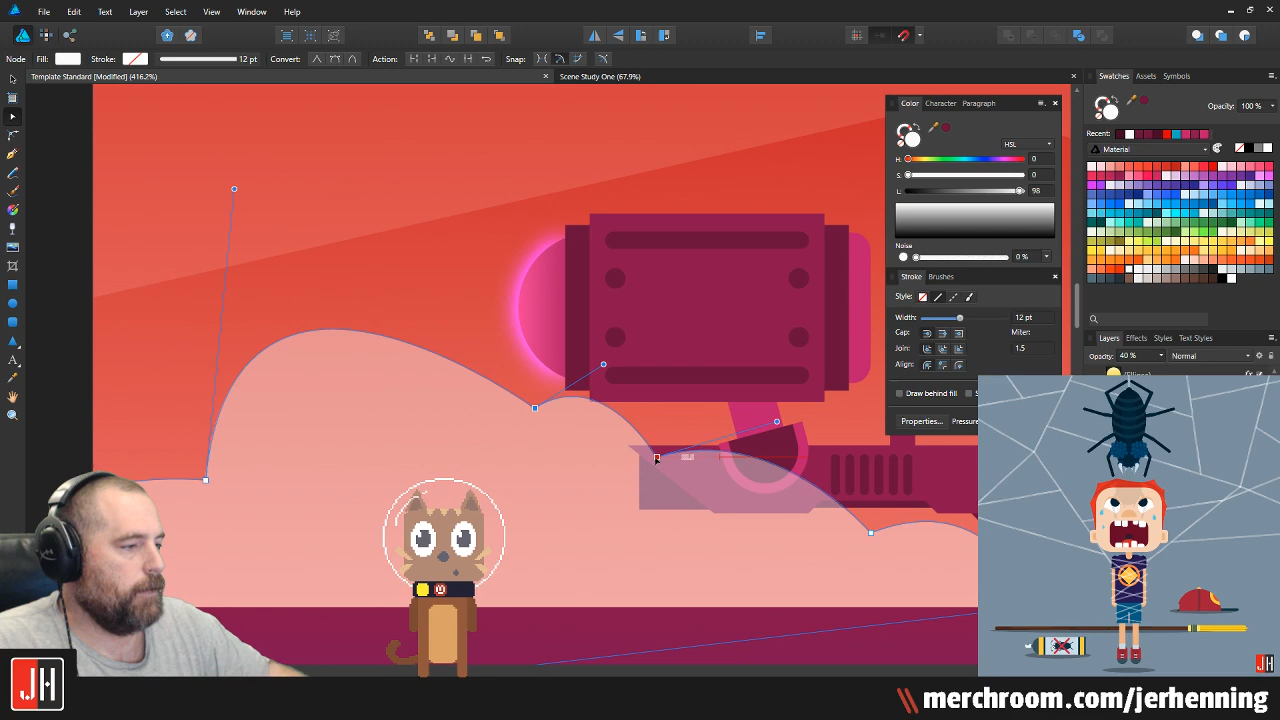 File Edit Text Layer Select View Window Help
Node Fill: Stroke: 12 pt Convert: Action: Snap:
Template Standard [Modified] (416.2%)
Scene Study One (67.9%)
Swatches Assets Symbols
Opacity: 100 %
Recent:
Material
Color Character Paragraph
HSL
H: 0
S: 0
L: 98
Noise
0 %
Stroke Brushes
Style:
Width: 12 pt
Cap: Miter:
Join: 1.5
Align:
Draw behind fill
Properties... Pressure
Layers Effects Styles Text Styles
Opacity: 40 % Normal
JH
JH
merchroom.com/jerhenning